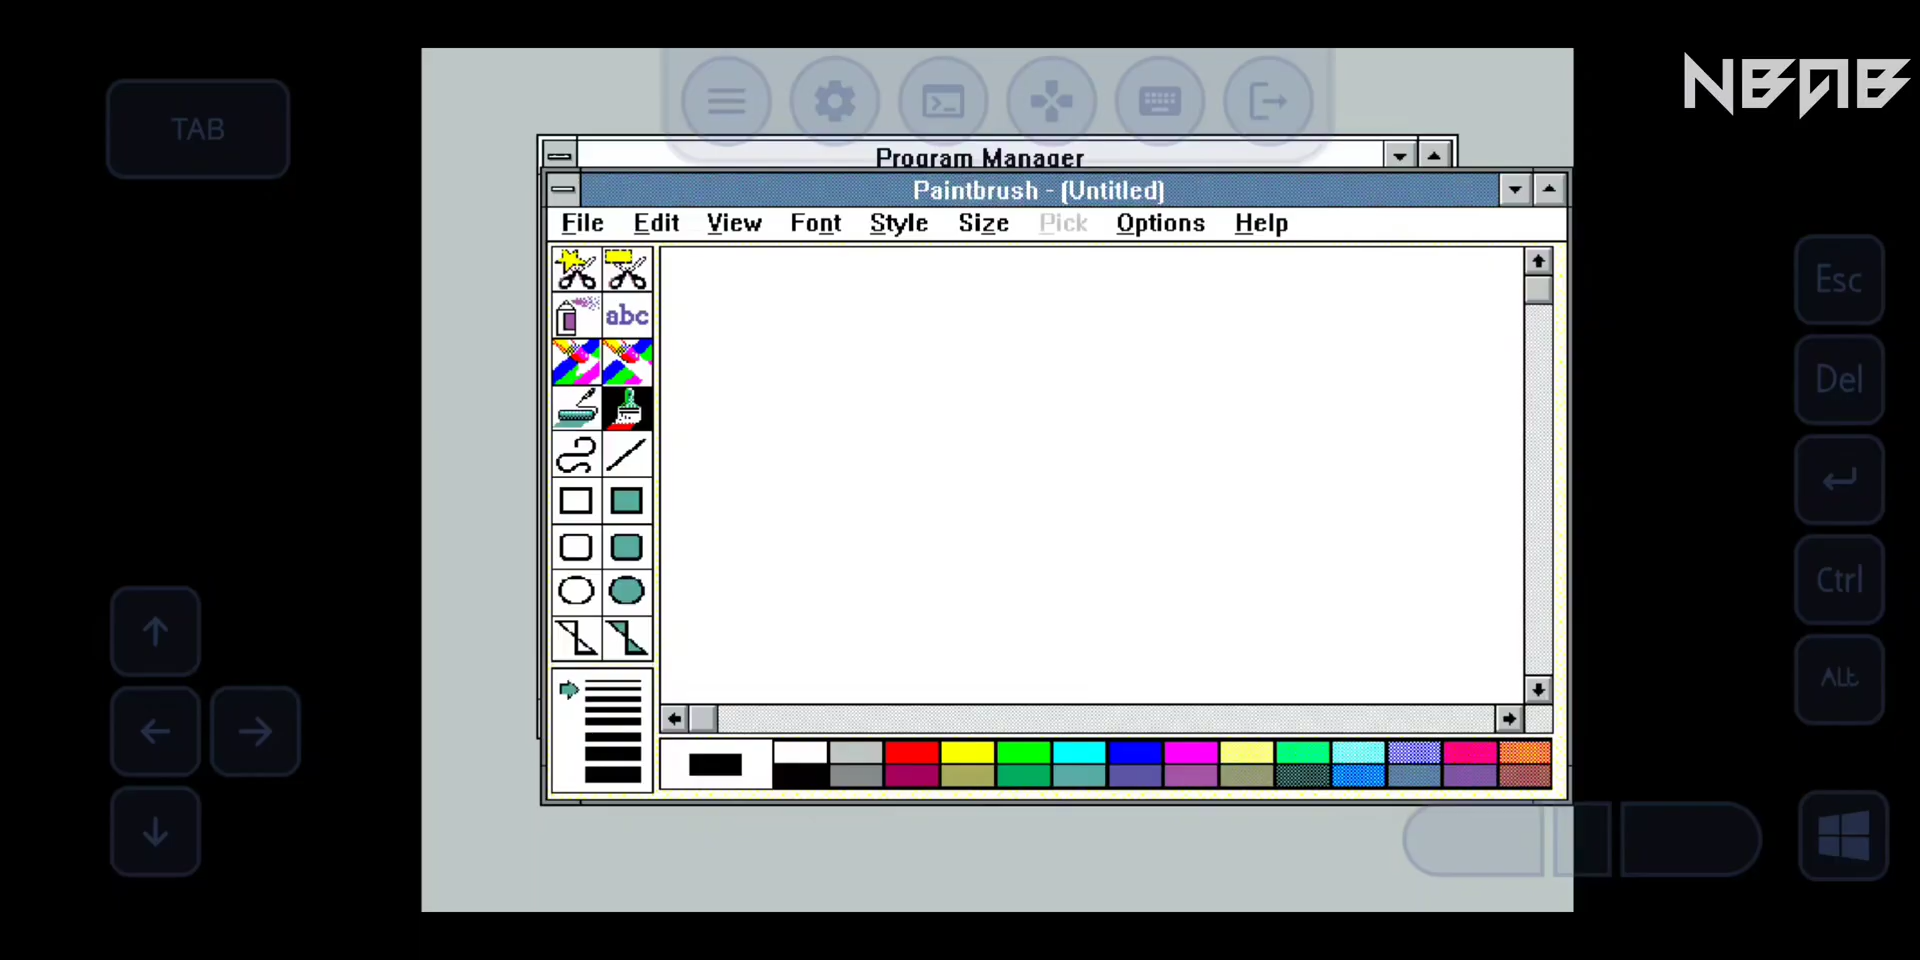 NBNB
TAB
Program Manager
Paintbrush - (Untitled)
File Edit View Font Style Size Pick Options Help
abc
Esc
Del
Ctrl
Alt